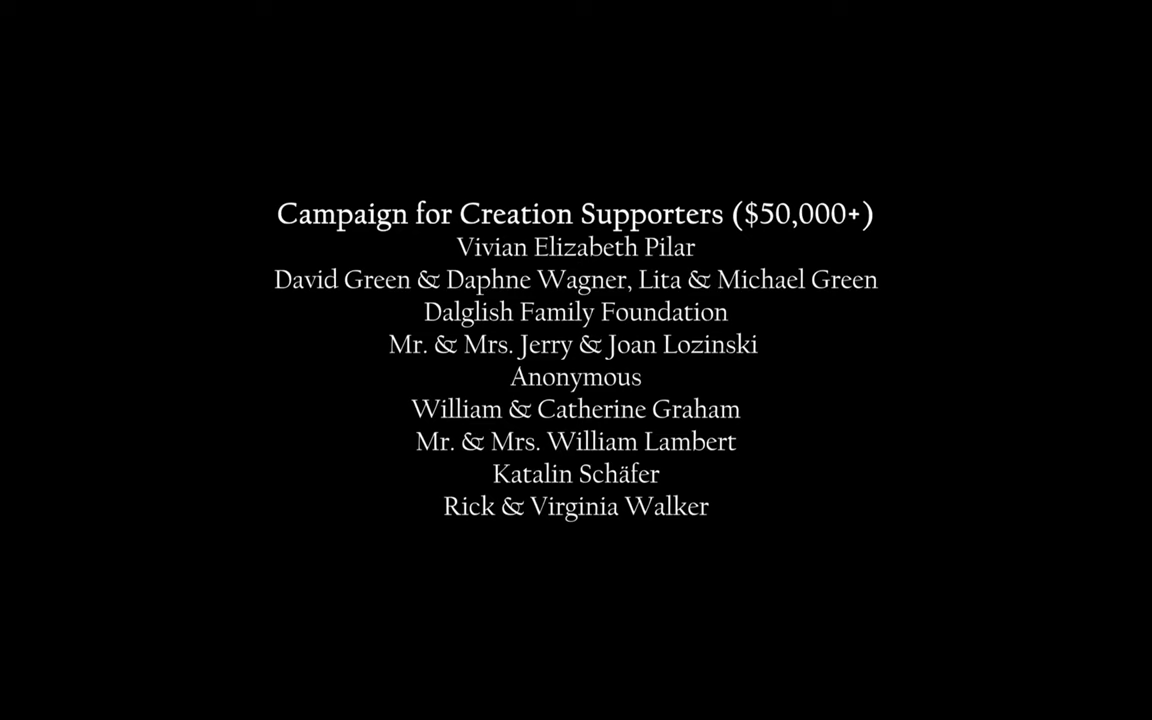 Campaign for Creation Supporters ($50,000+)
Vivian Elizabeth Pilar
David Green & Daphne Wagner, Lita & Michael Green
Dalglish Family Foundation
Mr. & Mrs. Jerry & Joan Lozinski
Anonymous
William & Catherine Graham
Mr. & Mrs. William Lambert
Katalin Schäfer
Rick & Virginia Walker